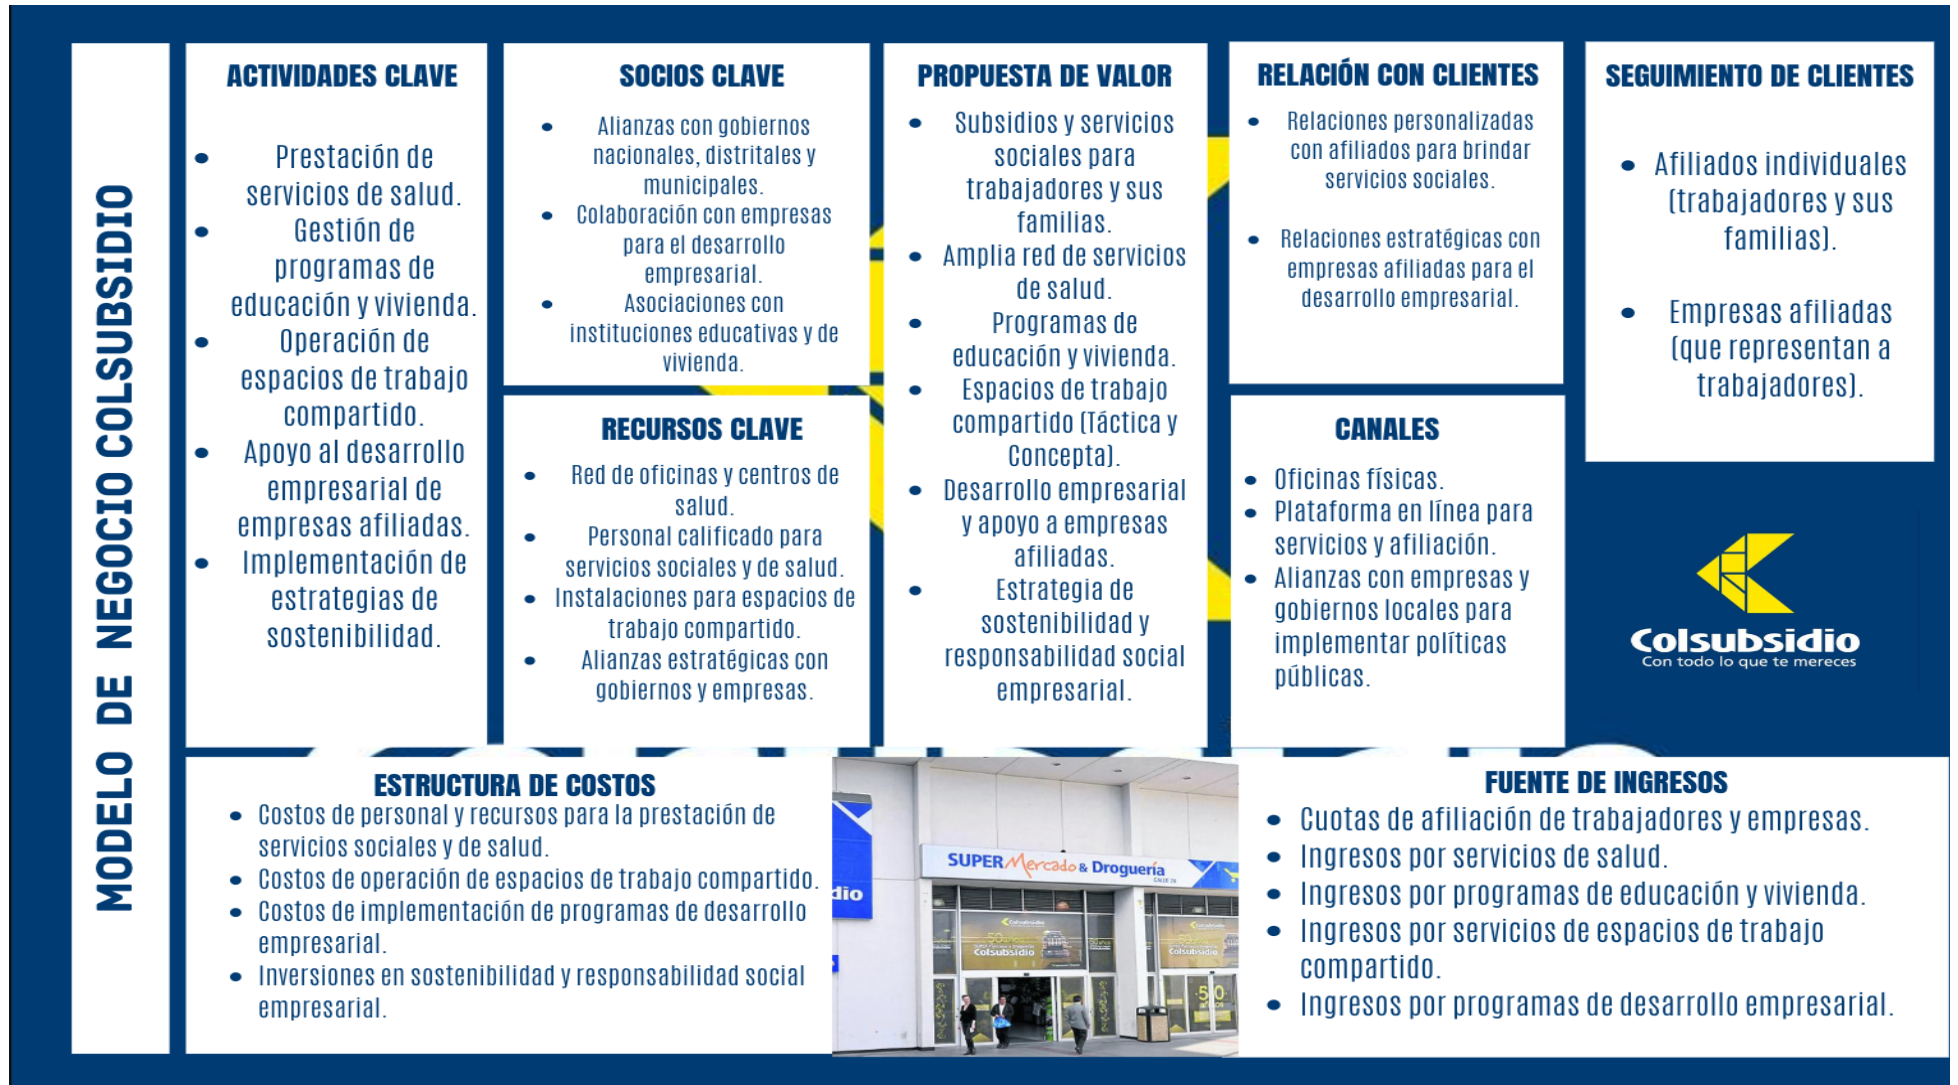 MODELO DE NEGOCIO COLSUBSIDIO
ACTIVIDADES CLAVE
• Prestación de
servicios de salud.
• Gestión de
programas de
educación y vivienda.
• Operación de
espacios de trabajo
compartido.
• Apoyo al desarrollo
empresarial de
empresas afiliadas.
• Implementación de
estrategias de
sostenibilidad.
SOCIOS CLAVE
• Alianzas con gobiernos
nacionales, distritales y
municipales.
• Colaboración con empresas
para el desarrollo
empresarial.
• Asociaciones con
instituciones educativas y de
vivienda.
RECURSOS CLAVE
• Red de oficinas y centros de
salud.
• Personal calificado para
servicios sociales y de salud.
• Instalaciones para espacios de
trabajo compartido.
• Alianzas estratégicas con
gobiernos y empresas.
PROPUESTA DE VALOR
• Subsidios y servicios
sociales para
trabajadores y sus
familias.
• Amplia red de servicios
de salud.
• Programas de
educación y vivienda.
• Espacios de trabajo
compartido (Táctica y
Concepta).
• Desarrollo empresarial
y apoyo a empresas
afiliadas.
• Estrategia de
sostenibilidad y
responsabilidad social
empresarial.
RELACIÓN CON CLIENTES
• Relaciones personalizadas
con afiliados para brindar
servicios sociales.
• Relaciones estratégicas con
empresas afiliadas para el
desarrollo empresarial.
CANALES
• Oficinas físicas.
• Plataforma en línea para
servicios y afiliación.
• Alianzas con empresas y
gobiernos locales para
implementar políticas
públicas.
SEGUIMIENTO DE CLIENTES
• Afiliados individuales
(trabajadores y sus
familias).
• Empresas afiliadas
(que representan a
trabajadores).
Colsubsidio
Con todo lo que te mereces
ESTRUCTURA DE COSTOS
• Costos de personal y recursos para la prestación de
servicios sociales y de salud.
• Costos de operación de espacios de trabajo compartido.
• Costos de implementación de programas de desarrollo
empresarial.
• Inversiones en sostenibilidad y responsabilidad social
empresarial.
dio
SUPER Mercado & Droguería
CALLE 26
Colsubsidio
50 años
Colsubsidio
Colsubsidio
50
años
FUENTE DE INGRESOS
• Cuotas de afiliación de trabajadores y empresas.
• Ingresos por servicios de salud.
• Ingresos por programas de educación y vivienda.
• Ingresos por servicios de espacios de trabajo
compartido.
• Ingresos por programas de desarrollo empresarial.